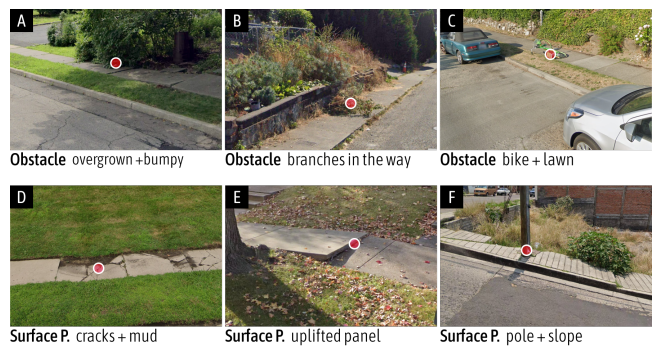 A
B
C
Obstacle overgrown +bumpy
Obstacle branches in the way
Obstacle bike + lawn
D
E
F
Surface P. cracks + mud
Surface P. uplifted panel
Surface P. pole + slope